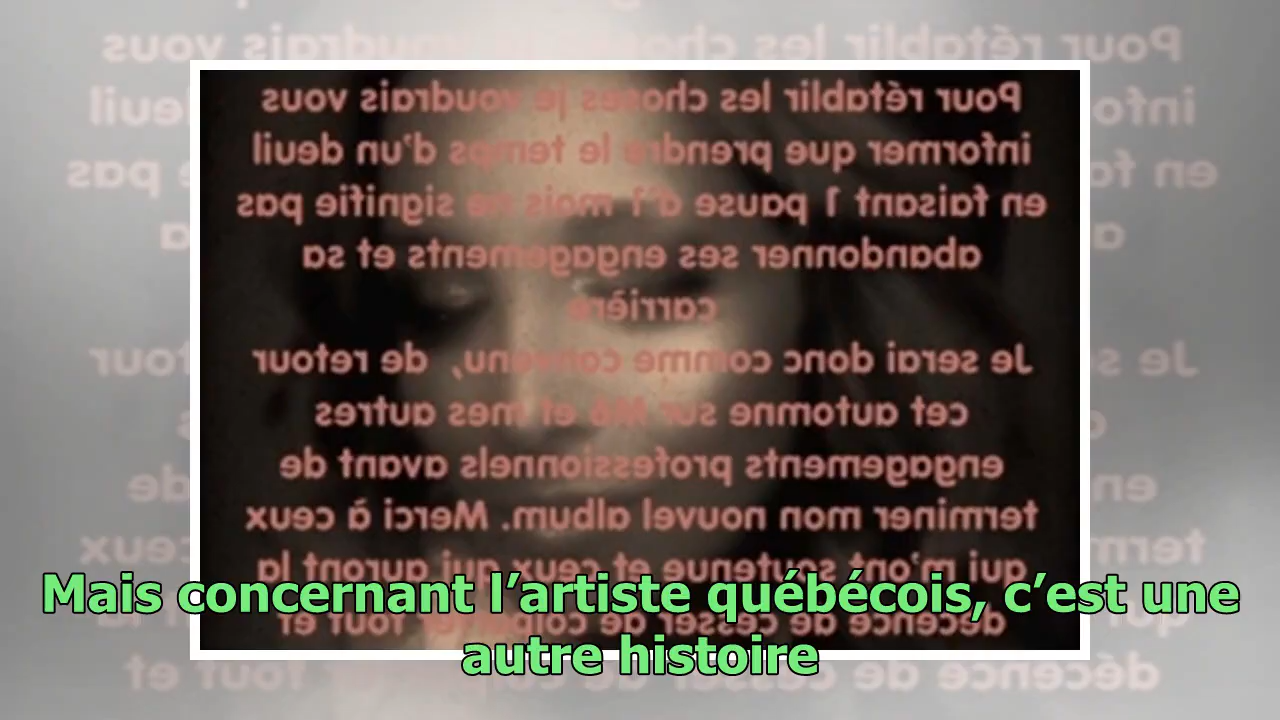 Pour rétablir les choses je voudrais vous
informer que prendre le temps d'un deuil
en faisant 1 pause d'1 mois ne signifie pas
abandonner ses engagements et sa
carrière
Je serai donc comme convenu, de retour
cet automne sur M6 et mes autres
engagements professionnels avant de
terminer mon nouvel album. Merci à ceux
qui m'ont soutenue et ceux qui auront la
décence de cesser de colporter tout et
Mais concernant l’artiste québécois, c’est une
autre histoire